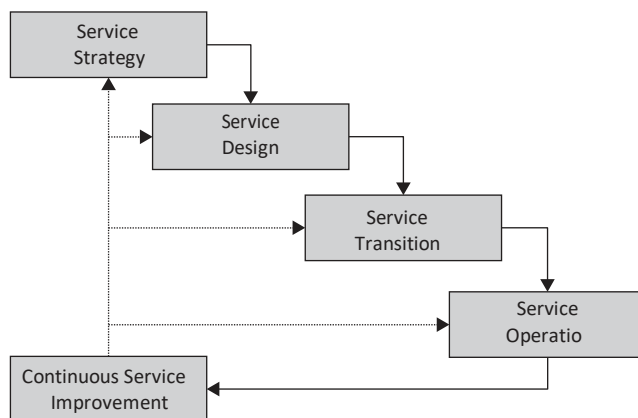 Service
Strategy
Service
Design
Service
Transition
Service
Operatio
Continuous Service
Improvement